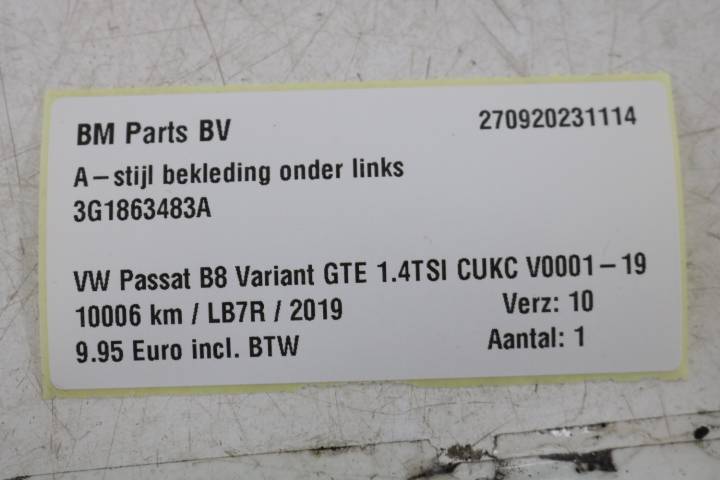 BM Parts BV 270920231114
A-stijl bekleding onder links
3G1863483A
VW Passat B8 Variant GTE 1.4TSI CUKC V0001-19
10006 km / LB7R / 2019 Verz: 10
9.95 Euro incl. BTW Aantal: 1